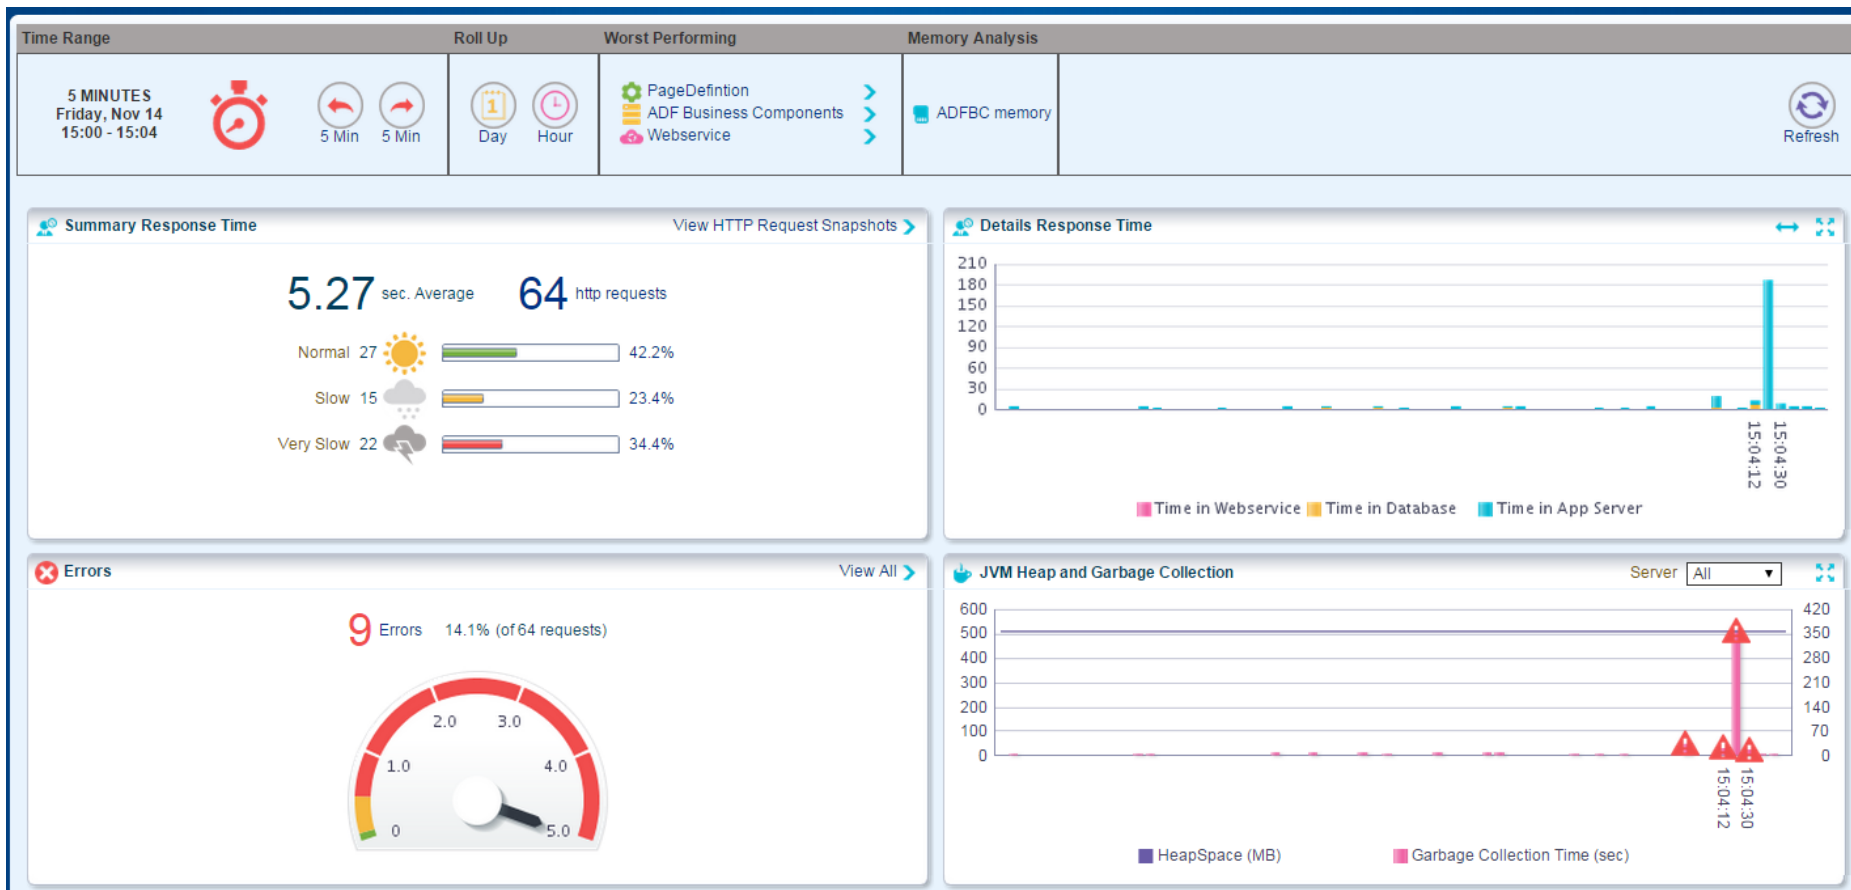 Time Range Roll Up Worst Performing Memory Analysis
5 MINUTES
Friday, Nov 14
15:00 - 15:04
5 Min 5 Min
1
Day Hour
PageDefintion
ADF Business Components
Webservice
ADFBC memory
Refresh
Summary Response Time View HTTP Request Snapshots
5.27 sec. Average 64 http requests
Normal 27 42.2%
Slow 15 23.4%
Very Slow 22 34.4%
Details Response Time
210
180
150
120
90
60
30
0
15:04:12
15:04:30
Time in Webservice Time in Database Time in App Server
Errors View All
9 Errors 14.1% (of 64 requests)
2.0 3.0
1.0 4.0
0 5.0
JVM Heap and Garbage Collection Server All
600 420
500 350
400 280
300 210
200 140
100 70
0 0
15:04:12
15:04:30
HeapSpace (MB) Garbage Collection Time (sec)